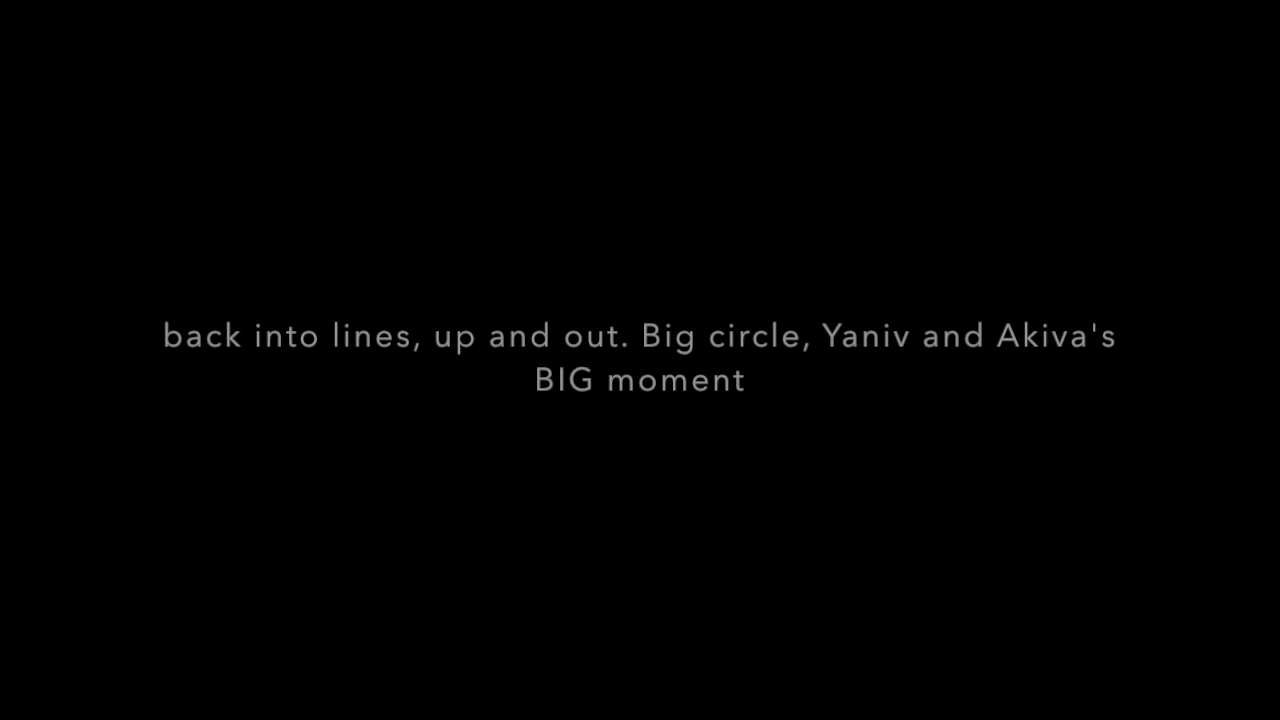 back into lines, up and out. Big circle, Yaniv and Akiva's
BIG moment